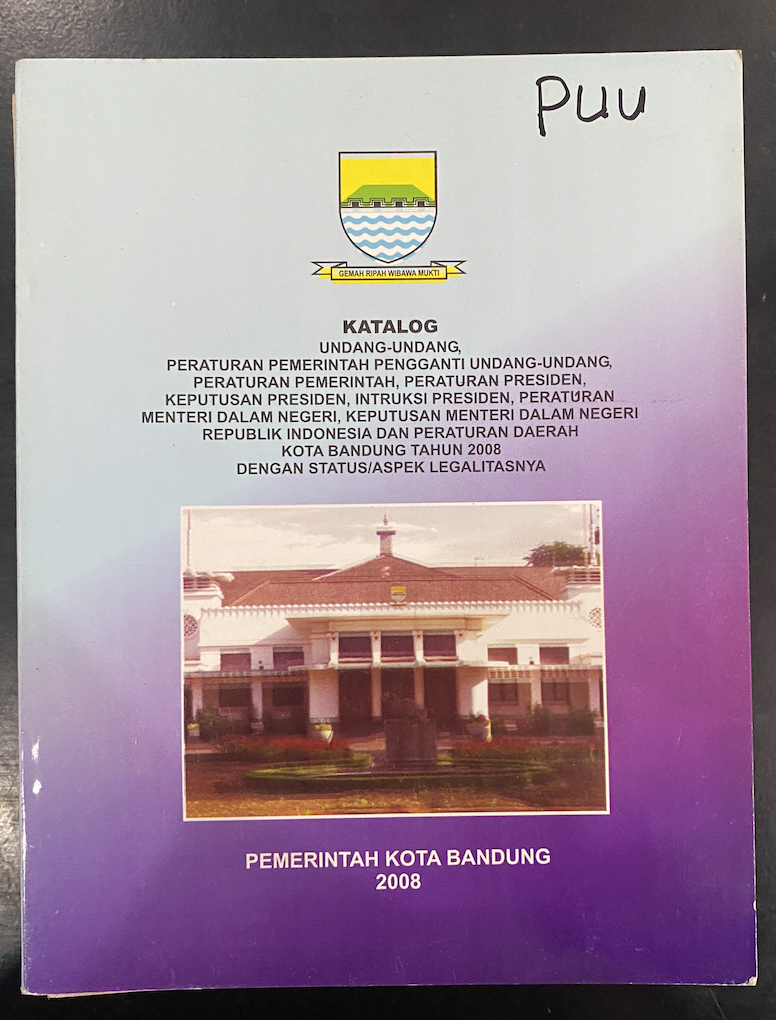 PUU
GEMAH RIPAH WIBAWA MUKTI
KATALOG
UNDANG-UNDANG,
PERATURAN PEMERINTAH PENGGANTI UNDANG-UNDANG,
PERATURAN PEMERINTAH, PERATURAN PRESIDEN,
KEPUTUSAN PRESIDEN, INTRUKSI PRESIDEN, PERATURAN
MENTERI DALAM NEGERI, KEPUTUSAN MENTERI DALAM NEGERI
REPUBLIK INDONESIA DAN PERATURAN DAERAH
KOTA BANDUNG TAHUN 2008
DENGAN STATUS/ASPEK LEGALITASNYA
PEMERINTAH KOTA BANDUNG
2008